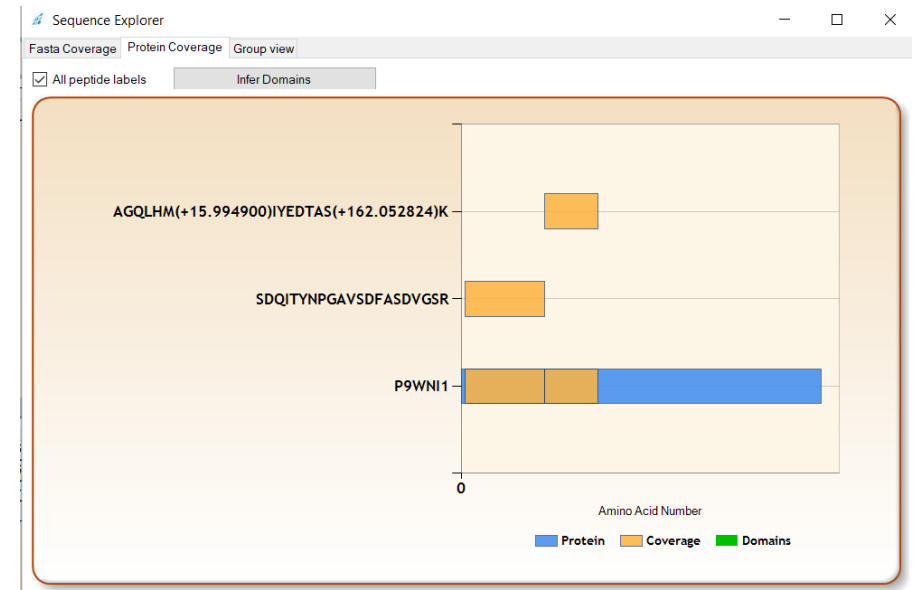 Sequence Explorer
Fasta Coverage Protein Coverage Group view
All peptide labels Infer Domains
AGQLHM(+15.994900)IYEDTAS(+162.052824)K
SDQITYNPGAVSDFASDVGSR
P9WNI1
0
Amino Acid Number
Protein Coverage Domains